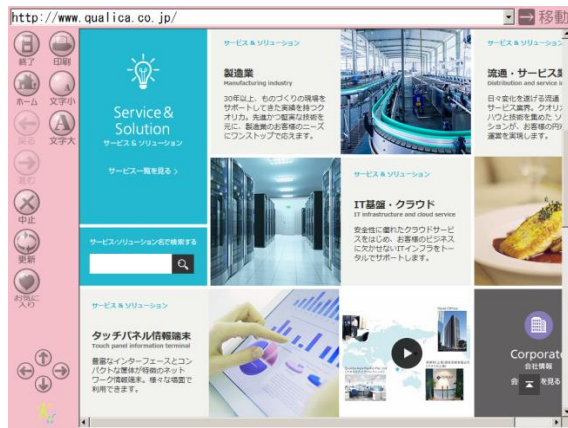 http://www.qualica.co.jp/
移動
終了
印刷
ホーム
文字小
戻る
文字大
進む
中止
更新
お気に
入り
Service &
Solution
サービス & ソリューション
サービス一覧を見る >
サービス・ソリューション名で検索する
サービス & ソリューション
製造業
Manufacturing industry
30年以上、ものづくりの現場を
サポートしてきた実績を持つク
オリカ。先進かつ堅実な技術を
元に、製造業のお客様のニーズ
にワンストップで応えます。
サービス & ソリューション
流通・サービス業
Distribution and service in
日々変化を遂げる流通
サービス業界。クオリ
ハウと技術を集めた ソ
ションが、お客様の円
運営を実現します。
サービス & ソリューション
IT基盤・クラウド
IT infrastructure and cloud service
安全性に優れたクラウドサービ
スをはじめ、お客様のビジネス
に欠かせないITインフラをトー
タルでサポートします。
サービス & ソリューション
タッチパネル情報端末
Touch panel information terminal
豊富なインターフェースとコン
パクトな筐体が特徴のネット
ワーク情報端末。様々な場面で
利用できます。
Corporate
会社情報
会
を見る